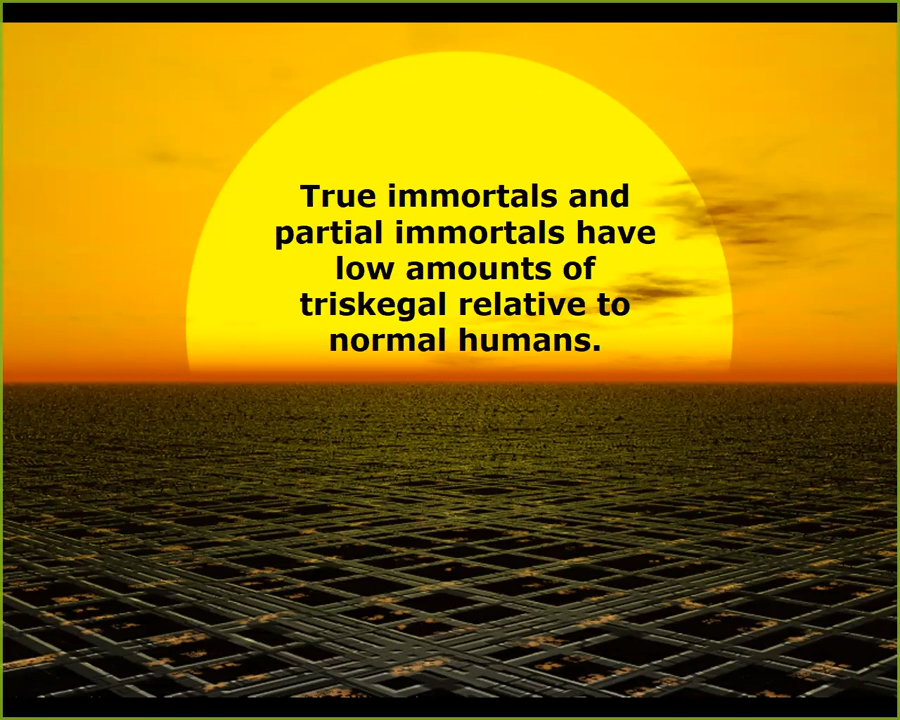 True immortals and
partial immortals have
low amounts of
triskegal relative to
normal humans.